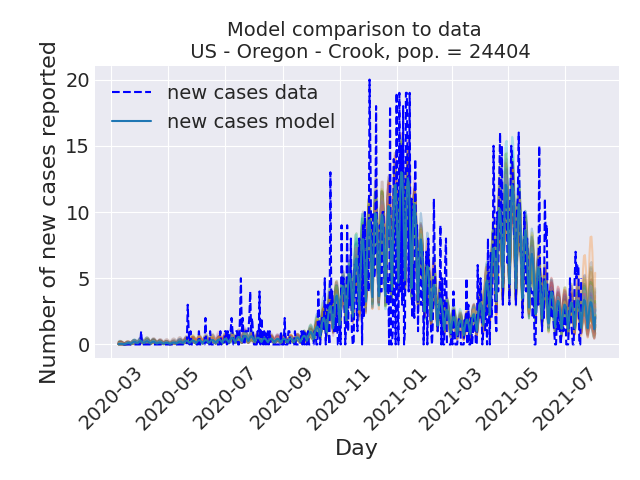 Model comparison to data
US - Oregon - Crook, pop. = 24404
Number of new cases reported
20
15
10
5
0
new cases data
new cases model
2020-03
2020-05
2020-07
2020-09
2020-11
2021-01
2021-03
2021-05
2021-07
Day